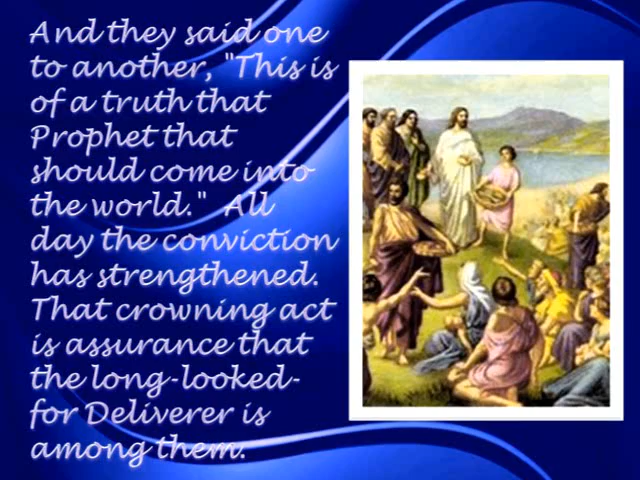 And they said one
to another, "This is
of a truth that
Prophet that
should come into
the world."  All
day the conviction
has strengthened.
That crowning act
is assurance that
the long-looked-
for Deliverer is
among them.